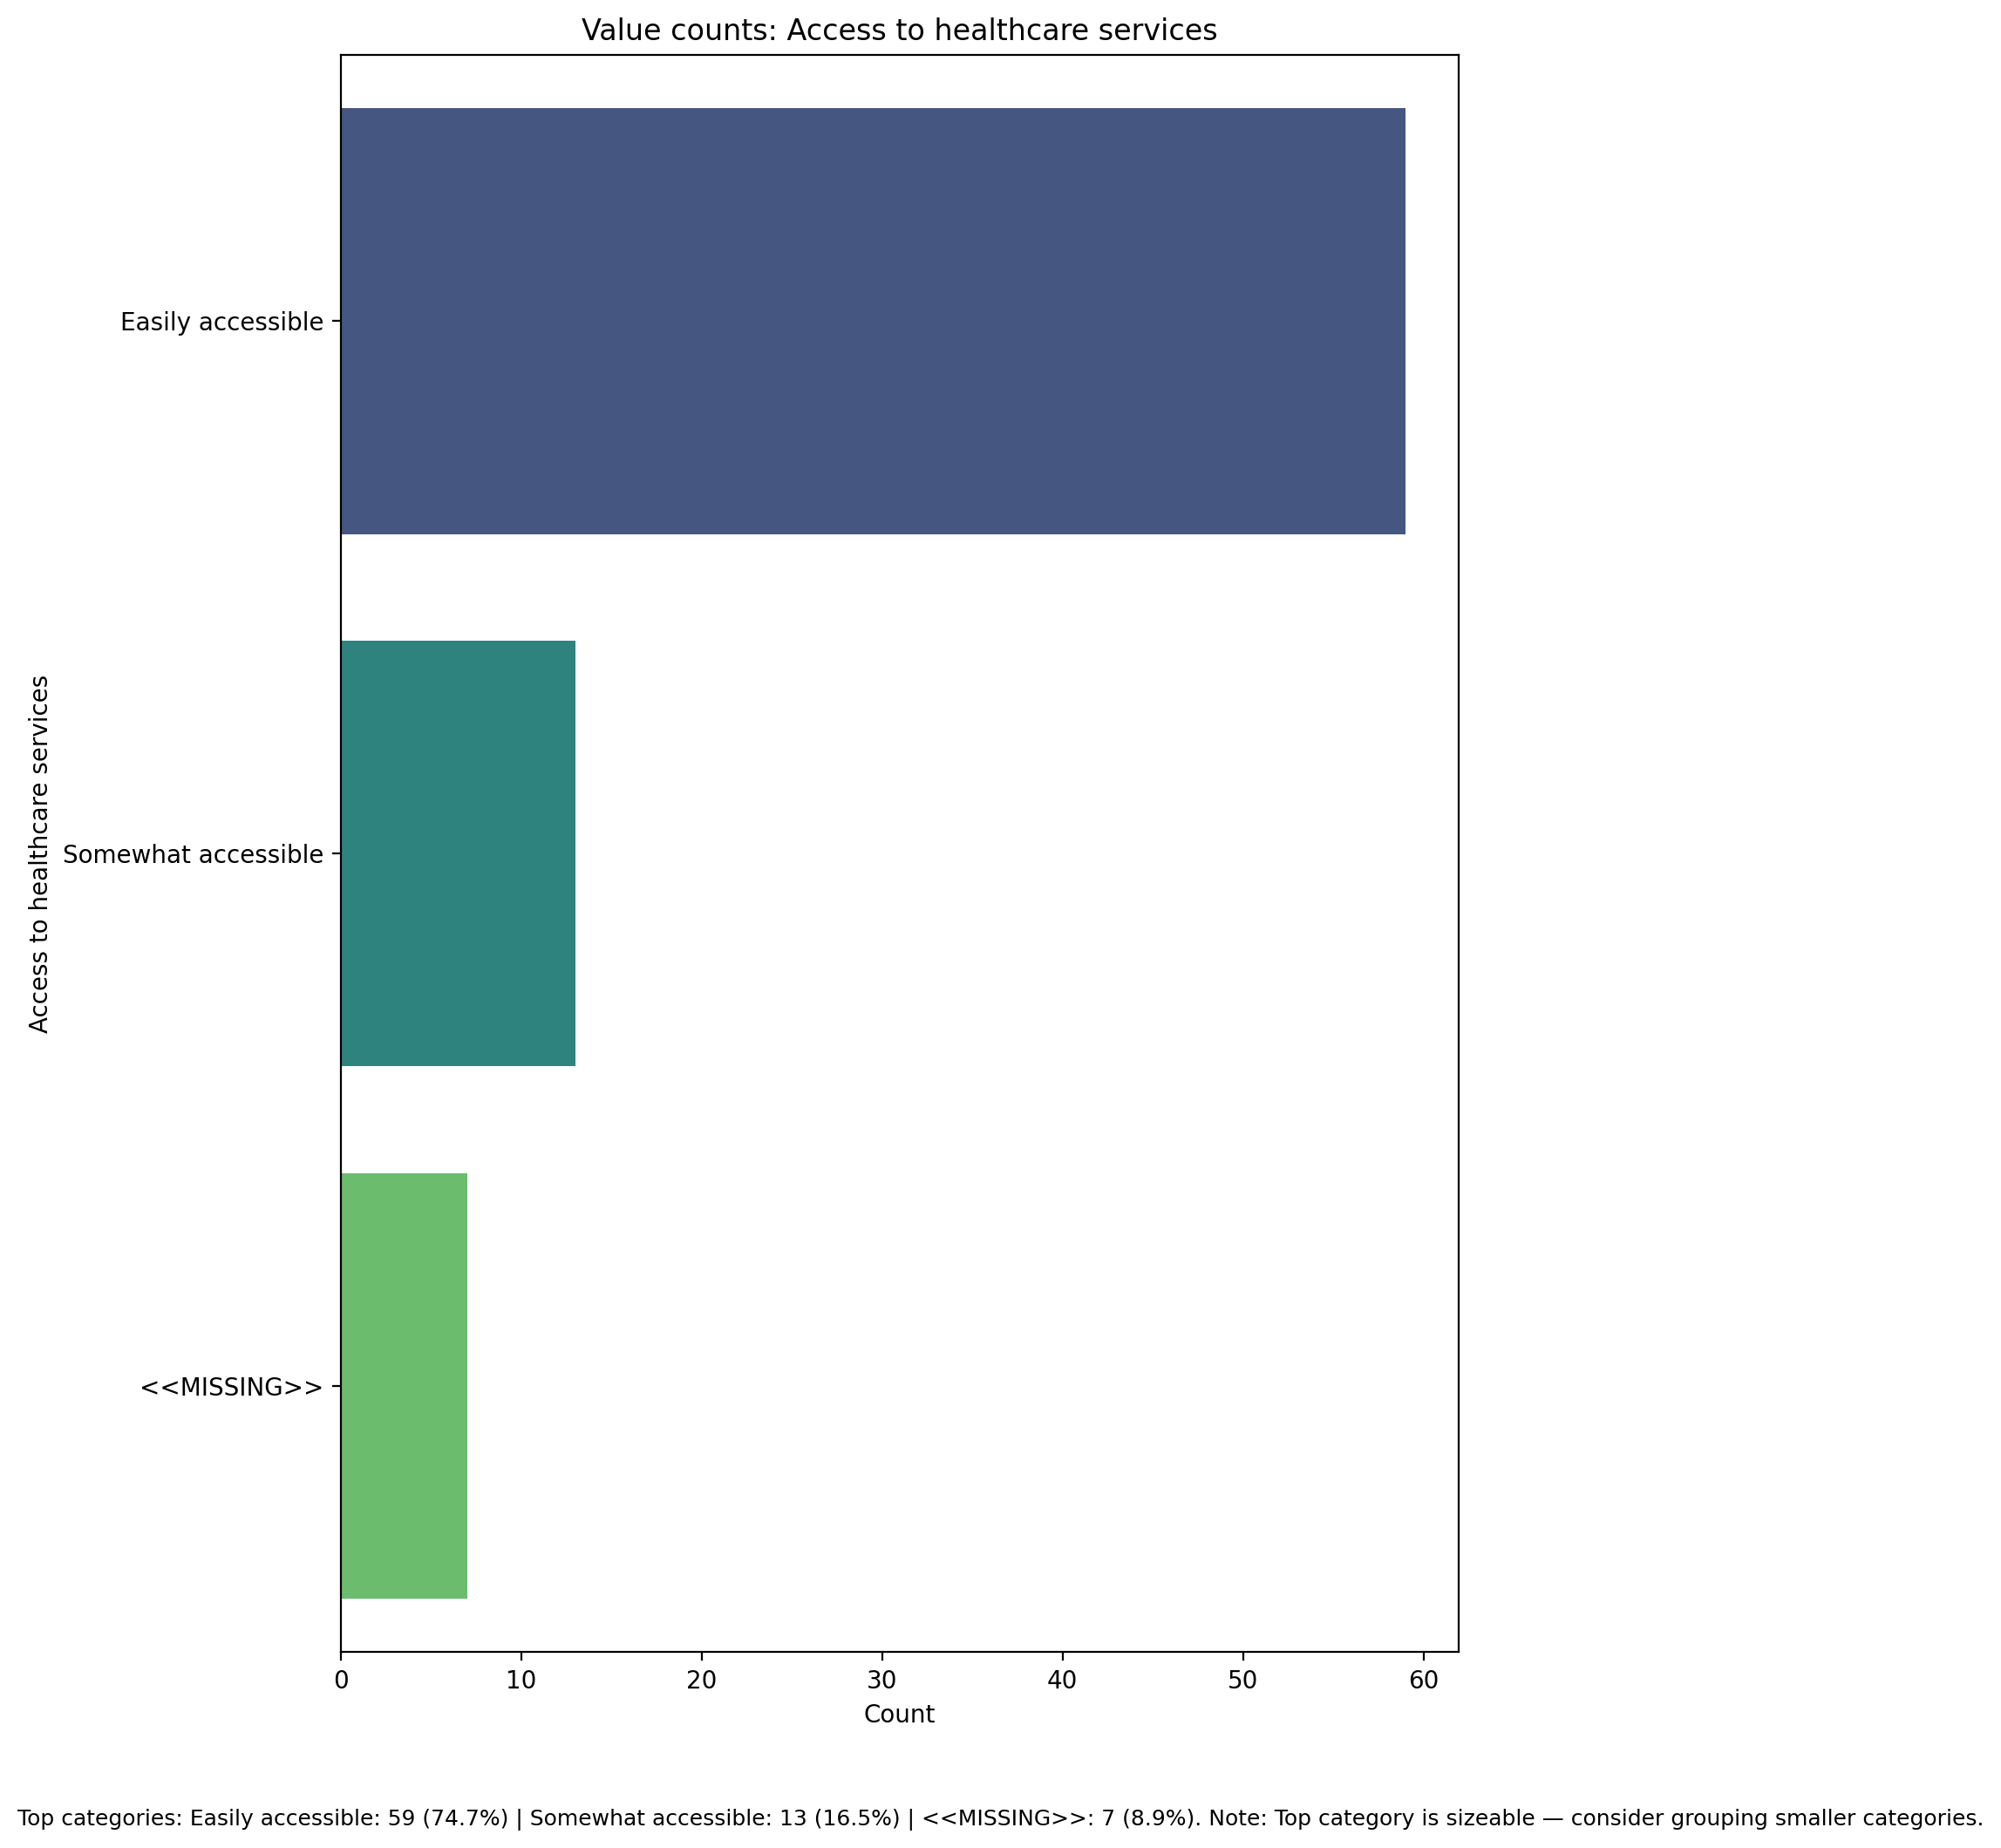 Value counts: Access to healthcare services
Access to healthcare services
Easily accessible
Somewhat accessible
<<MISSING>>
0 10 20 30 40 50 60
Count
Top categories: Easily accessible: 59 (74.7%) | Somewhat accessible: 13 (16.5%) | <<MISSING>>: 7 (8.9%). Note: Top category is sizeable — consider grouping smaller categories.